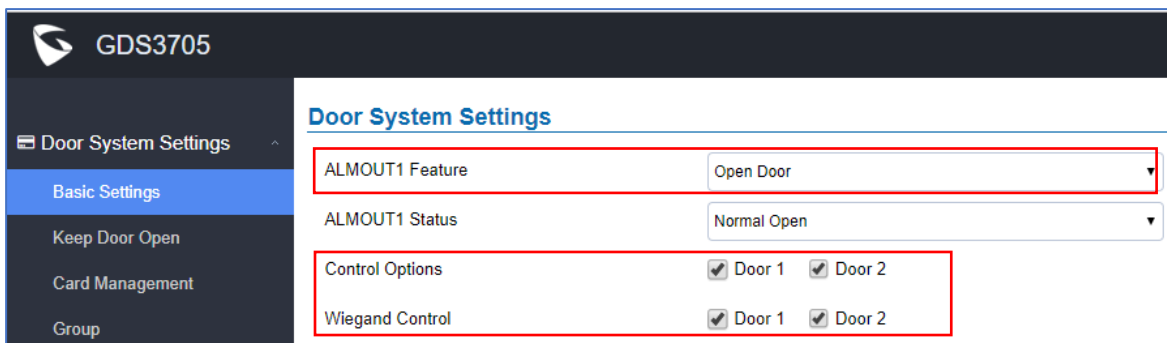 GDS3705
Door System Settings
Door System Settings
ALMOUT1 Feature Open Door
Basic Settings
ALMOUT1 Status Normal Open
Keep Door Open
Control Options Door 1 Door 2
Card Management
Wiegand Control Door 1 Door 2
Group